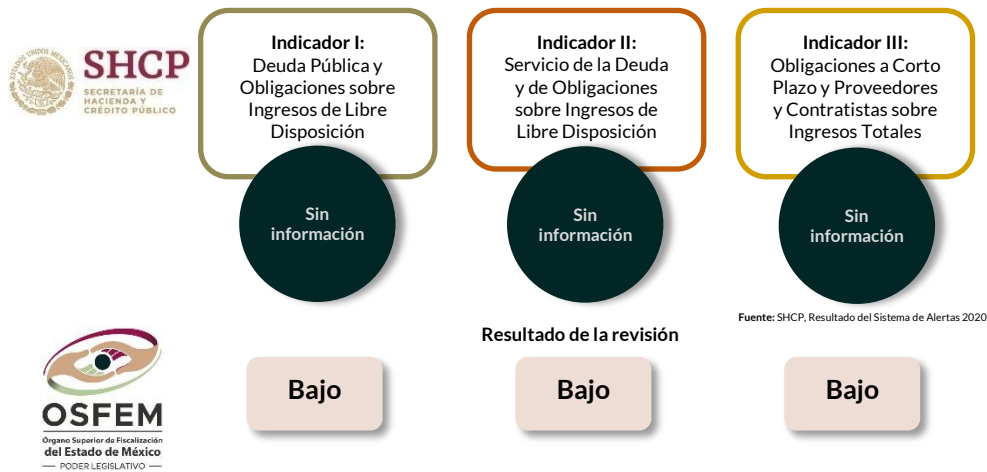 SHCP
SECRETARÍA DE
HACIENDA Y
CRÉDITO PÚBLICO
ESTADOS UNIDOS MEXICANOS
Indicador I:
Deuda Pública y
Obligaciones sobre
Ingresos de Libre
Disposición
Sin
información
Indicador II:
Servicio de la Deuda
y de Obligaciones
sobre Ingresos de
Libre Disposición
Sin
información
Indicador III:
Obligaciones a Corto
Plazo y Proveedores
y Contratistas sobre
Ingresos Totales
Sin
información
Fuente: SHCP, Resultado del Sistema de Alertas 2020
OSFEM
Órgano Superior de Fiscalización
del Estado de México
PODER LEGISLATIVO
Resultado de la revisión
Bajo
Bajo
Bajo